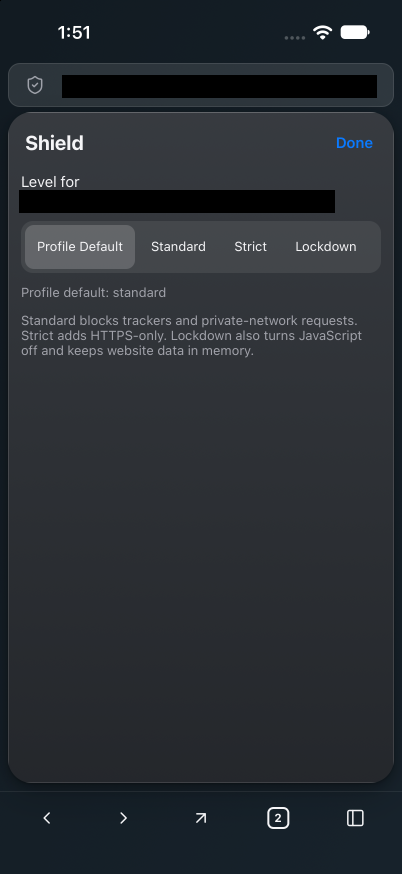 1:51
Shield
Done
Level for
Profile Default
Standard
Strict
Lockdown
Profile default: standard
Standard blocks trackers and private-network requests.
Strict adds HTTPS-only. Lockdown also turns JavaScript
off and keeps website data in memory.
2